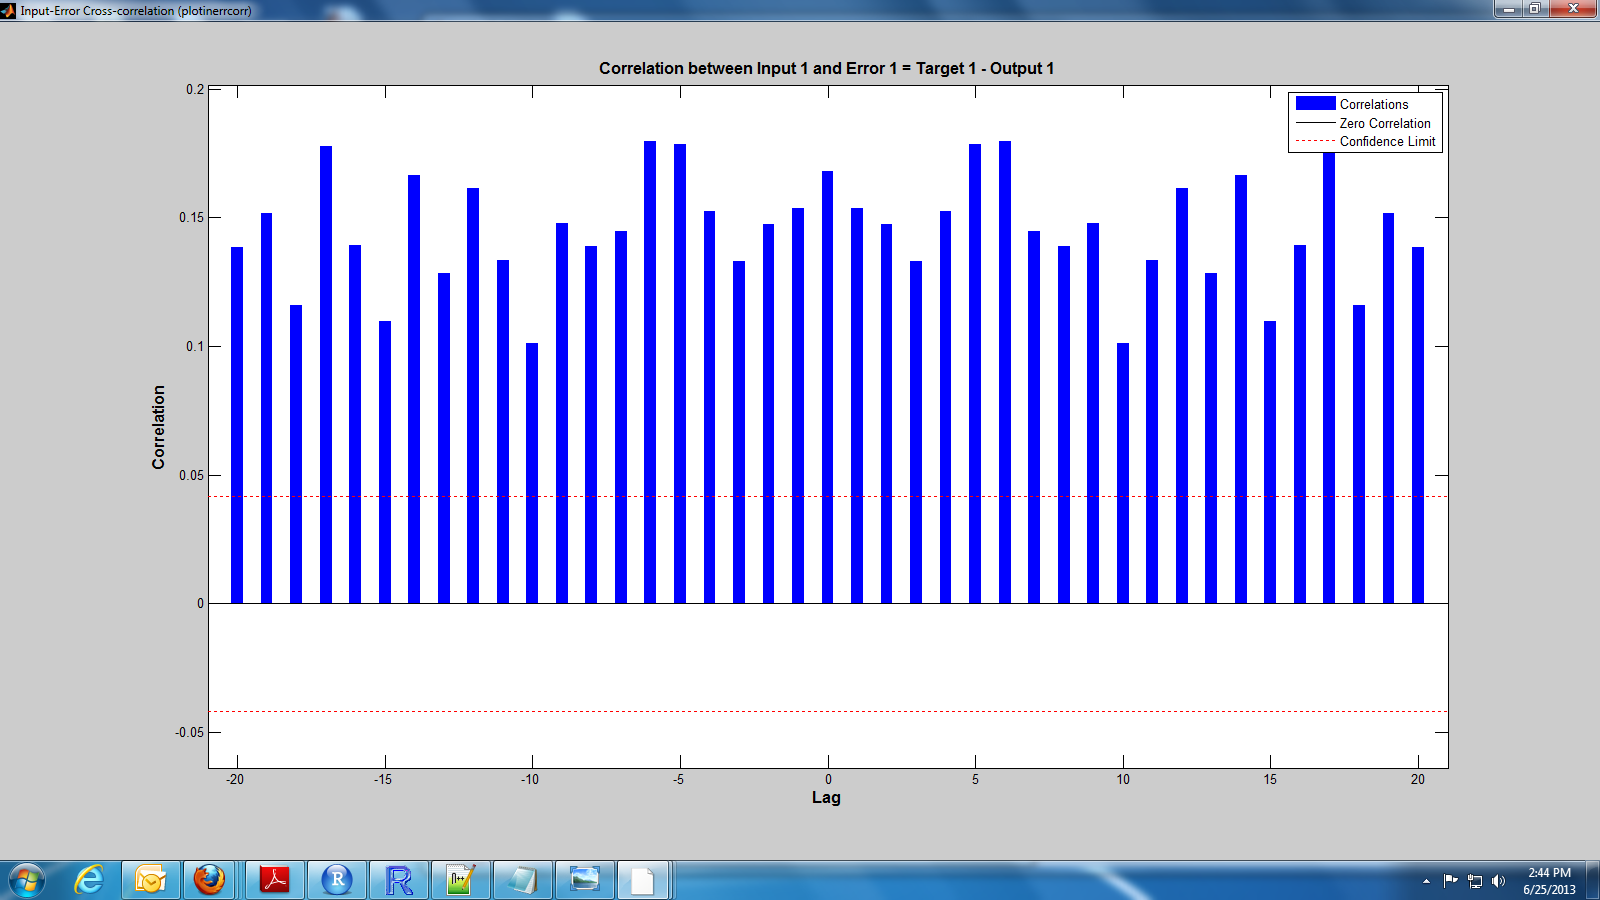 Input-Error Cross-correlation (plotinerrcorr)
Correlation between Input 1 and Error 1 = Target 1 - Output 1
Correlations
Zero Correlation
Confidence Limit
0.2
0.15
0.1
0.05
0
-0.05
Correlation
-20 -15 -10 -5 0 5 10 15 20
Lag
2:44 PM
6/25/2013